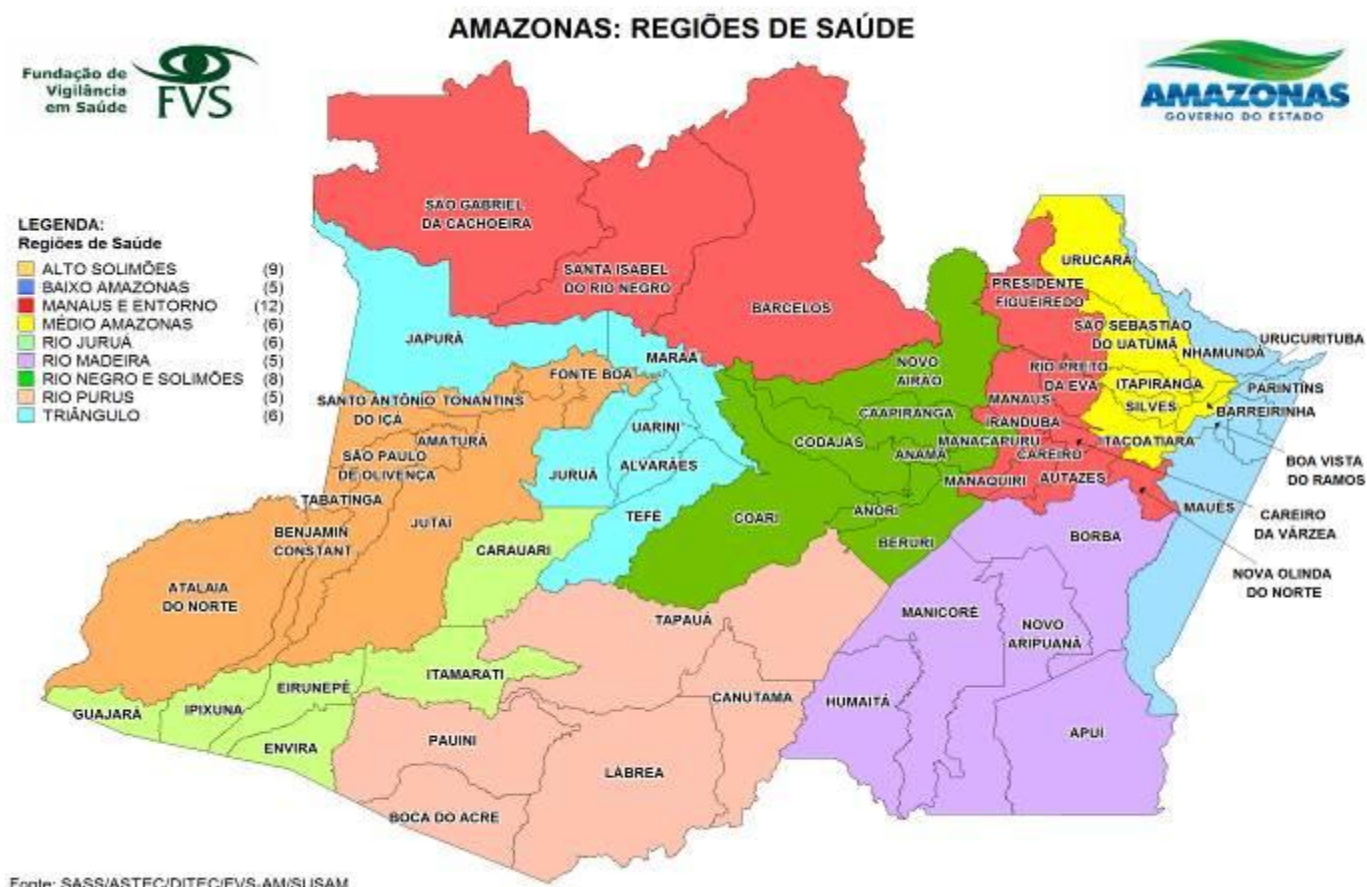 AMAZONAS: REGIÕES DE SAÚDE
Fundação de
Vigilância
em Saúde
FVS
AMAZONAS
GOVERNO DO ESTADO
LEGENDA:
Regiões de Saúde
ALTO SOLIMÕES (9)
BAIXO AMAZONAS (5)
MANAUS E ENTORNO (12)
MÉDIO AMAZONAS (6)
RIO JURUÁ (6)
RIO MADEIRA (5)
RIO NEGRO E SOLIMÕES (8)
RIO PURUS (5)
TRIÂNGULO (6)
SÃO GABRIEL
DA CACHOEIRA
SANTA ISABEL
DO RIO NEGRO
BARCELOS
URUCARÁ
PRESIDENTE
FIGUEIREDO
SÃO SEBASTIÃO
DO UATUMÃ
URUCURITUBA
NHAMUNDÁ
JAPURÁ
MARAÃ
NOVO
AIRÃO
RIO PRETO
DA EVA
ITAPIRANGA
PARINTINS
FONTE BOA
SANTO ANTÔNIO
DO IÇÁ
TONANTINS
CAAPIRANGA
MANAUS
SILVES
BARREIRINHA
AMATURÁ
UARINI
CODAJÁS
IRANDUBA
MANACAPURU
ITACOATIARA
SÃO PAULO
DE OLIVENÇA
ALVARÃES
ANAMÃ
CAREIRO
BOA VISTA
DO RAMOS
JURUÁ
MANAQUIRI
AUTAZES
TABATINGA
TEFÉ
COARI
ANORI
MAUÉS
CAREIRO
DA VÁRZEA
BENJAMIN
CONSTANT
JUTAÍ
CARAUARI
BERURI
BORBA
NOVA OLINDA
DO NORTE
ATALAIA
DO NORTE
TAPAUÁ
MANICORÉ
NOVO
ARIPUANÃ
ITAMARATI
EIRUNEPÉ
CANUTAMA
HUMAITÁ
GUAJARÁ
IPIXUNA
ENVIRA
PAUINI
LÁBREA
APUÍ
BOCA DO ACRE
Fonte: SASS/ASTEC/DITEC/FVS-AM/SUSAM